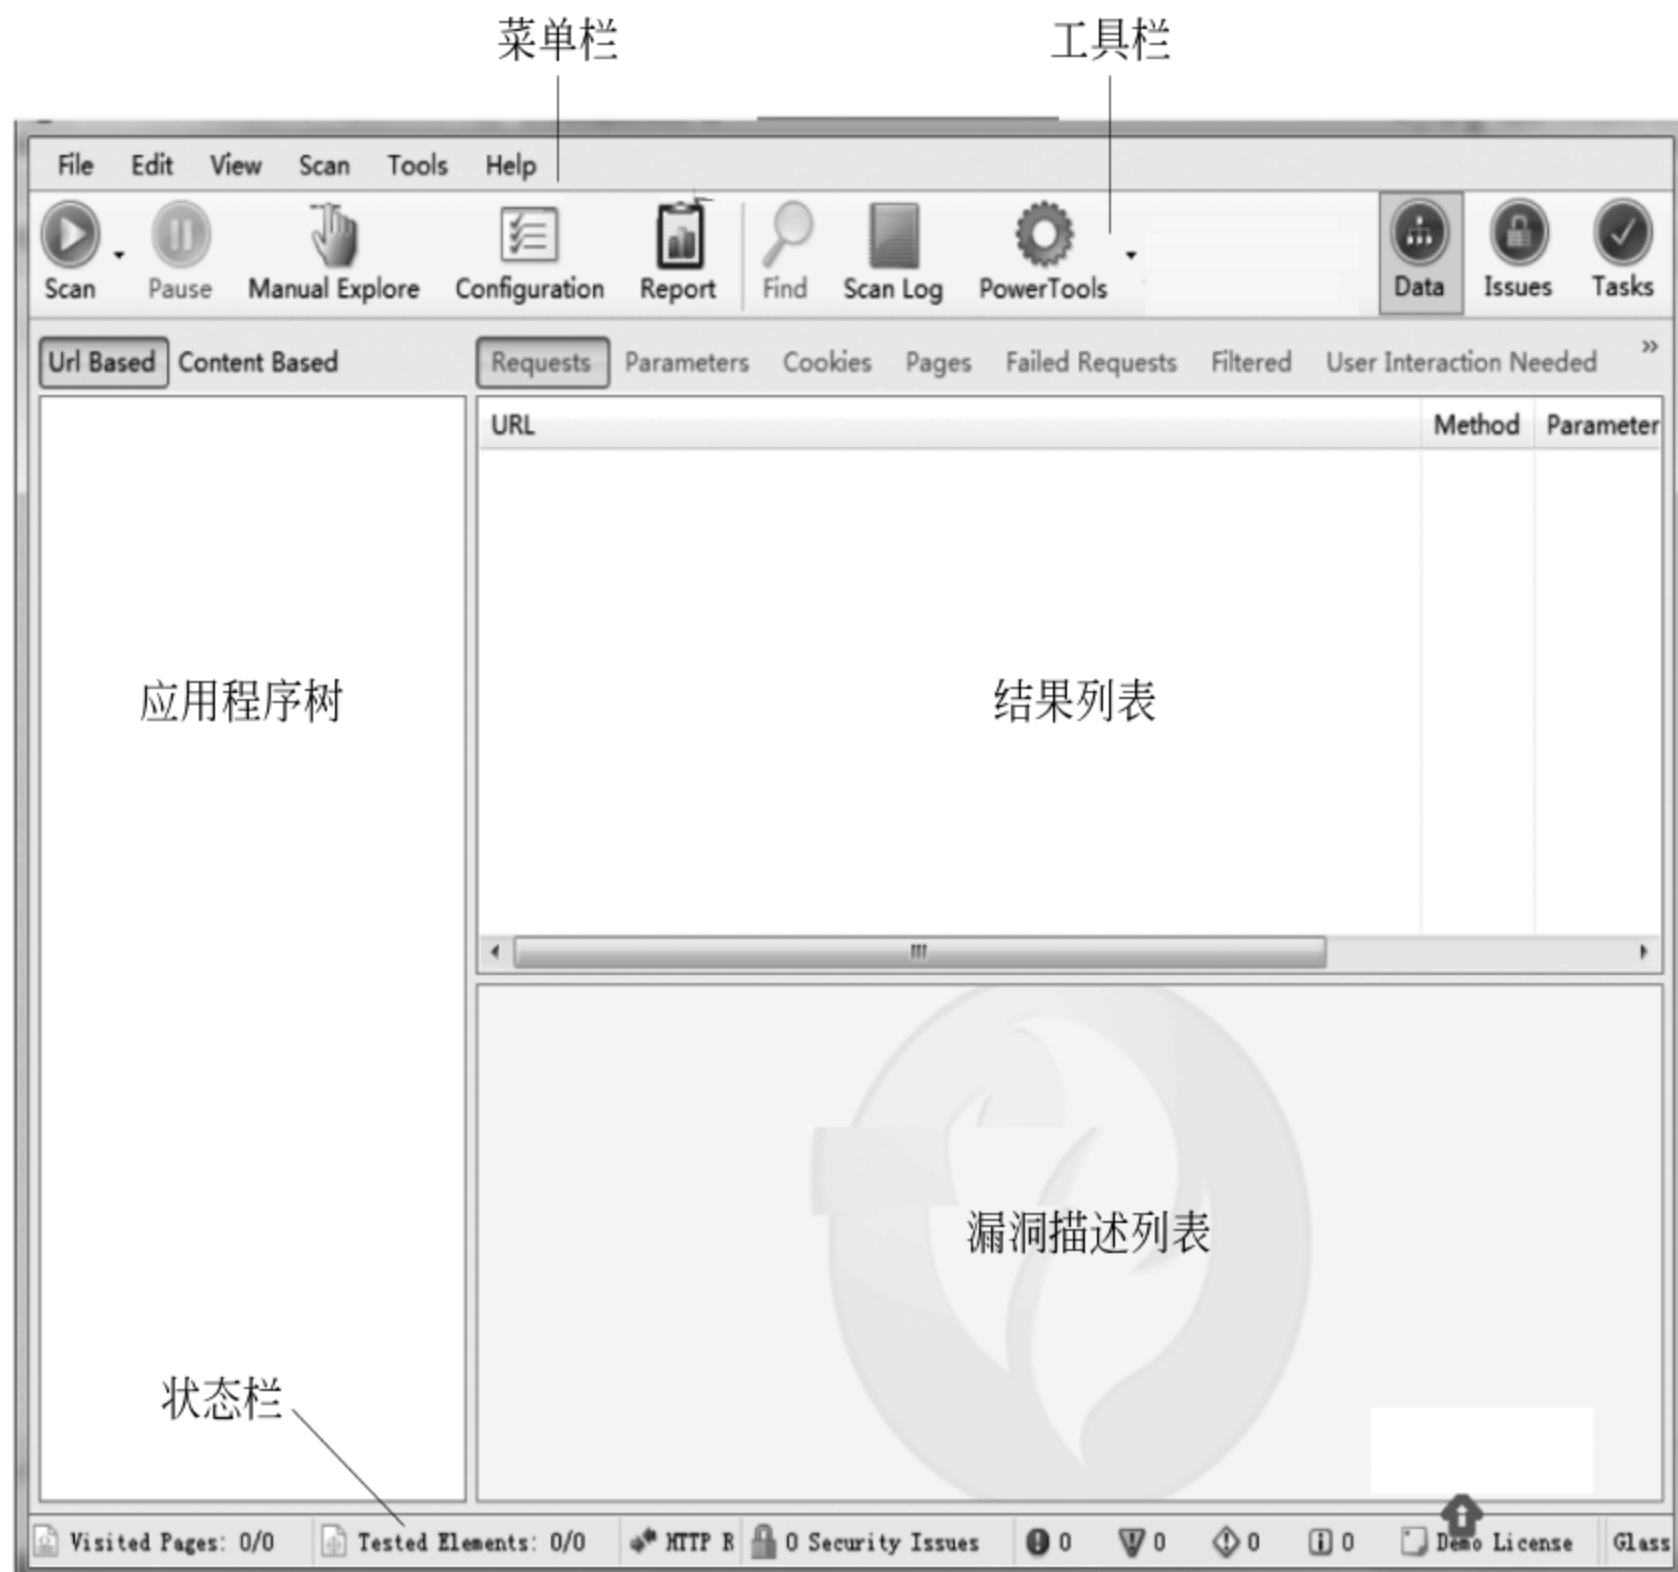 菜单栏 工具栏
File Edit View Scan Tools Help
Scan Pause Manual Explore Configuration Report Find Scan Log PowerTools Data Issues Tasks
Url Based Content Based Requests Parameters Cookies Pages Failed Requests Filtered User Interaction Needed »
URL Method Parameter
应用程序树 结果列表
漏洞描述列表
状态栏
Visited Pages: 0/0 Tested Elements: 0/0 HTTP R 0 Security Issues 0 0 0 0 Demo License Glass